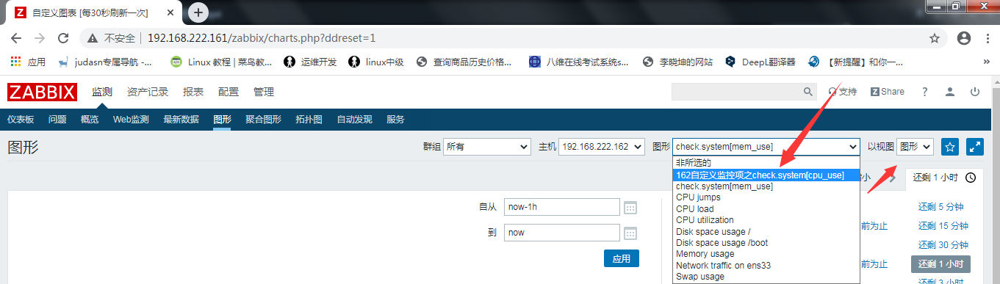 Z 自定义图表 [每30秒刷新一次]
不安全 | 192.168.222.161/zabbix/charts.php?ddreset=1
应用 judasn专属导航 -... Linux 教程 | 菜鸟教... 运维开发 linux中级 查询商品历史价格... 八维在线考试系统s... 李晓坤的网站 DeepL翻译器 【新提醒】和你一... »
ZABBIX 监测 资产记录 报表 配置 管理 支持 Z Share ?
仪表板 问题 概览 Web监测 最新数据 图形 聚合图形 拓扑图 自动发现 服务
图形 群组 所有 主机 192.168.222.162 图形 check.system[mem_use] 以视图 图形
非所选的
162自定义监控项之check.system[cpu_use] 小 还剩 1 小时
check.system[mem_use]
CPU jumps
自从 now-1h CPU load 还剩 5 分钟
CPU utilization
到 now Disk space usage / 前为止 还剩 15 分钟
Disk space usage /boot 还剩 30 分钟
应用 Memory usage
Network traffic on ens33 前为止 还剩 1 小时
Swap usage 还剩 3 小时